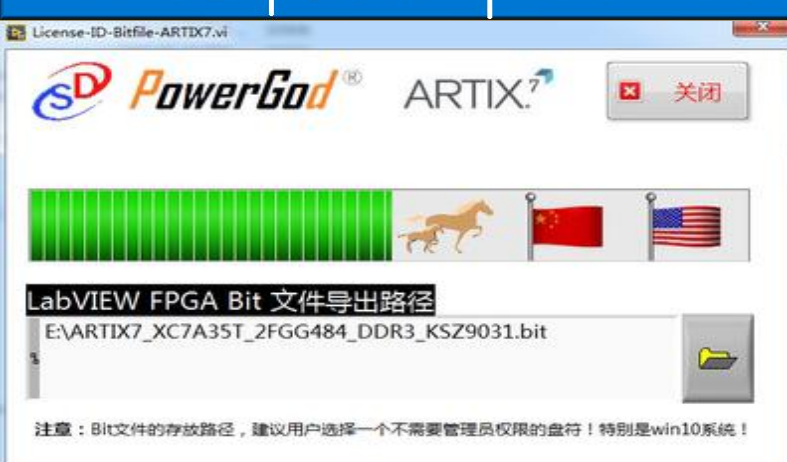 License-ID-Bitfile-ARTIX7.vi
SD PowerGod® ARTIX.7 关闭
LabVIEW FPGA Bit 文件导出路径
E:\ARTIX7_XC7A35T_2FGG484_DDR3_KSZ9031.bit
注意：Bit文件的存放路径，建议用户选择一个不需要管理员权限的盘符！特别是win10系统！